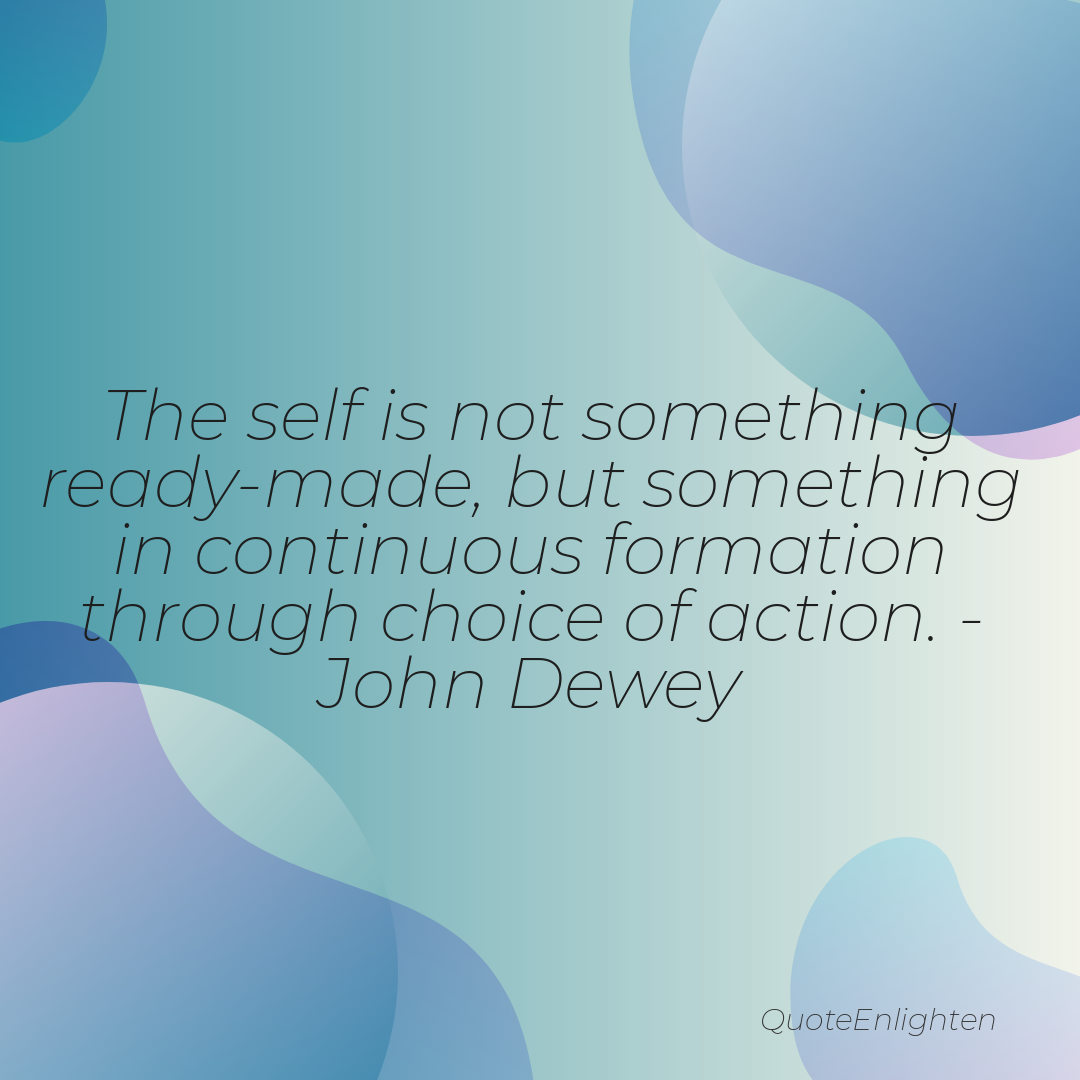 The self is not something
ready-made, but something
in continuous formation
through choice of action. -
John Dewey
QuoteEnlighten